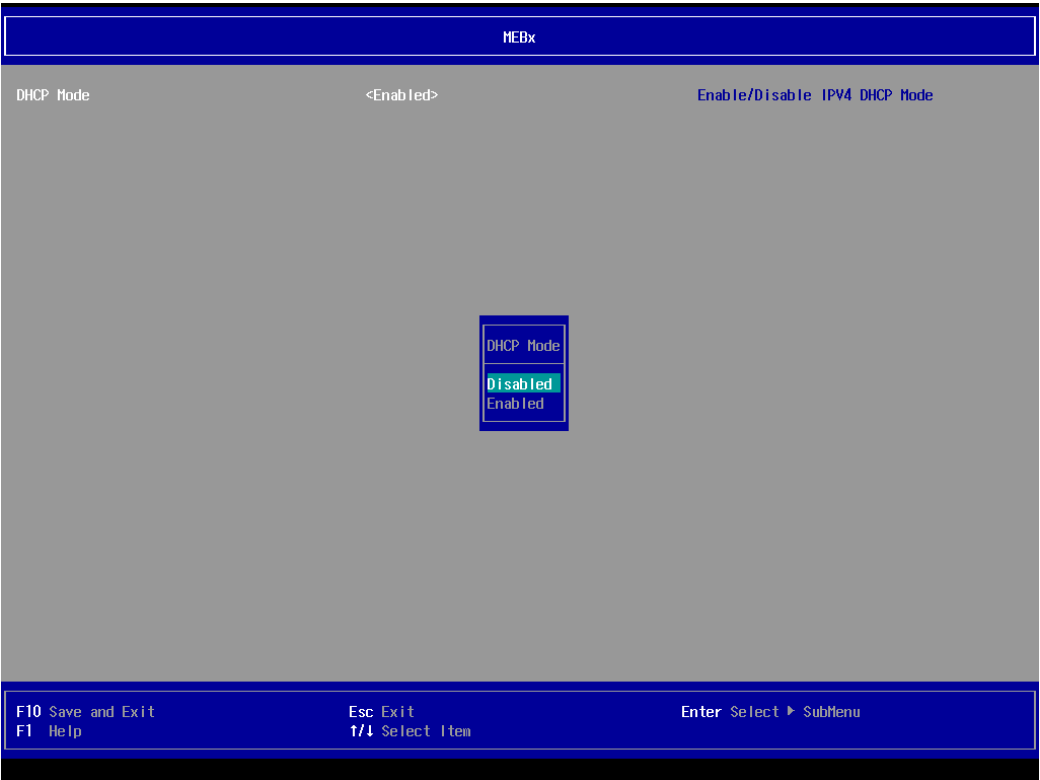 MEBx
DHCP Mode <Enabled> Enable/Disable IPV4 DHCP Mode
DHCP Mode
Disabled
Enabled
F10 Save and Exit Esc Exit Enter Select ▶ SubMenu
F1 Help ↑/↓ Select Item